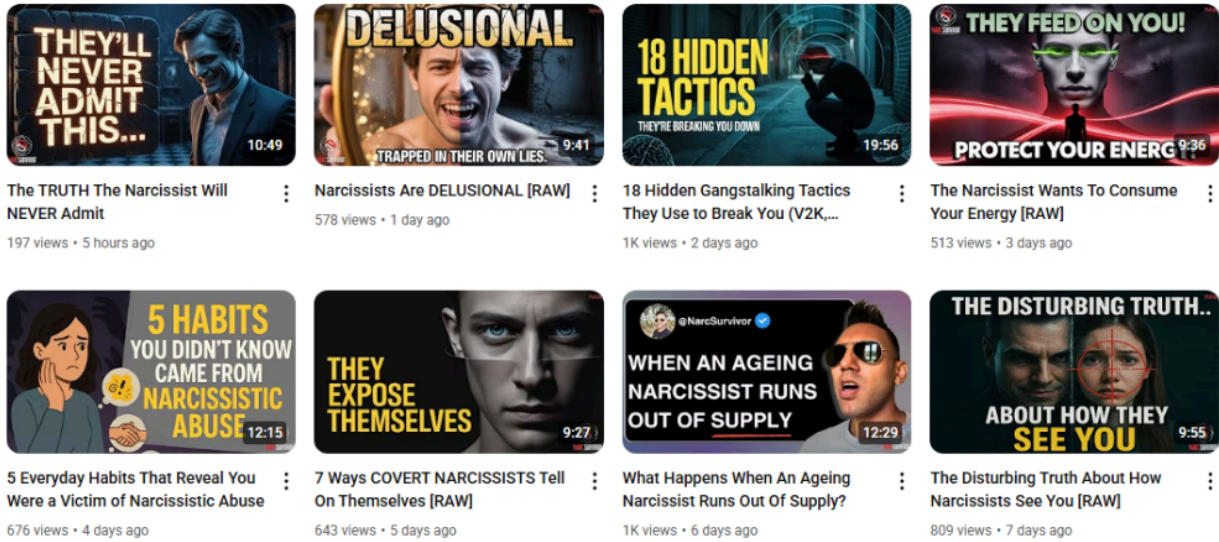 THEY'LL
NEVER
ADMIT
THIS...
10:49
The TRUTH The Narcissist Will
NEVER Admit
197 views • 5 hours ago
DELUSIONAL
TRAPPED IN THEIR OWN LIES.
9:41
Narcissists Are DELUSIONAL [RAW]
578 views • 1 day ago
18 HIDDEN
TACTICS
THEY'RE BREAKING YOU DOWN
19:56
18 Hidden Gangstalking Tactics
They Use to Break You (V2K,...
1K views • 2 days ago
THEY FEED ON YOU!
PROTECT YOUR ENERG
9:36
The Narcissist Wants To Consume
Your Energy [RAW]
513 views • 3 days ago
5 HABITS
YOU DIDN'T KNOW
CAME FROM
NARCISSISTIC
ABUSE
12:15
5 Everyday Habits That Reveal You
Were a Victim of Narcissistic Abuse
676 views • 4 days ago
THEY
EXPOSE
THEMSELVES
9:27
7 Ways COVERT NARCISSISTS Tell
On Themselves [RAW]
643 views • 5 days ago
@NarcSurvivor
WHEN AN AGEING
NARCISSIST RUNS
OUT OF SUPPLY
12:29
What Happens When An Ageing
Narcissist Runs Out Of Supply?
1K views • 6 days ago
THE DISTURBING TRUTH..
ABOUT HOW THEY
SEE YOU
9:55
The Disturbing Truth About How
Narcissists See You [RAW]
809 views • 7 days ago